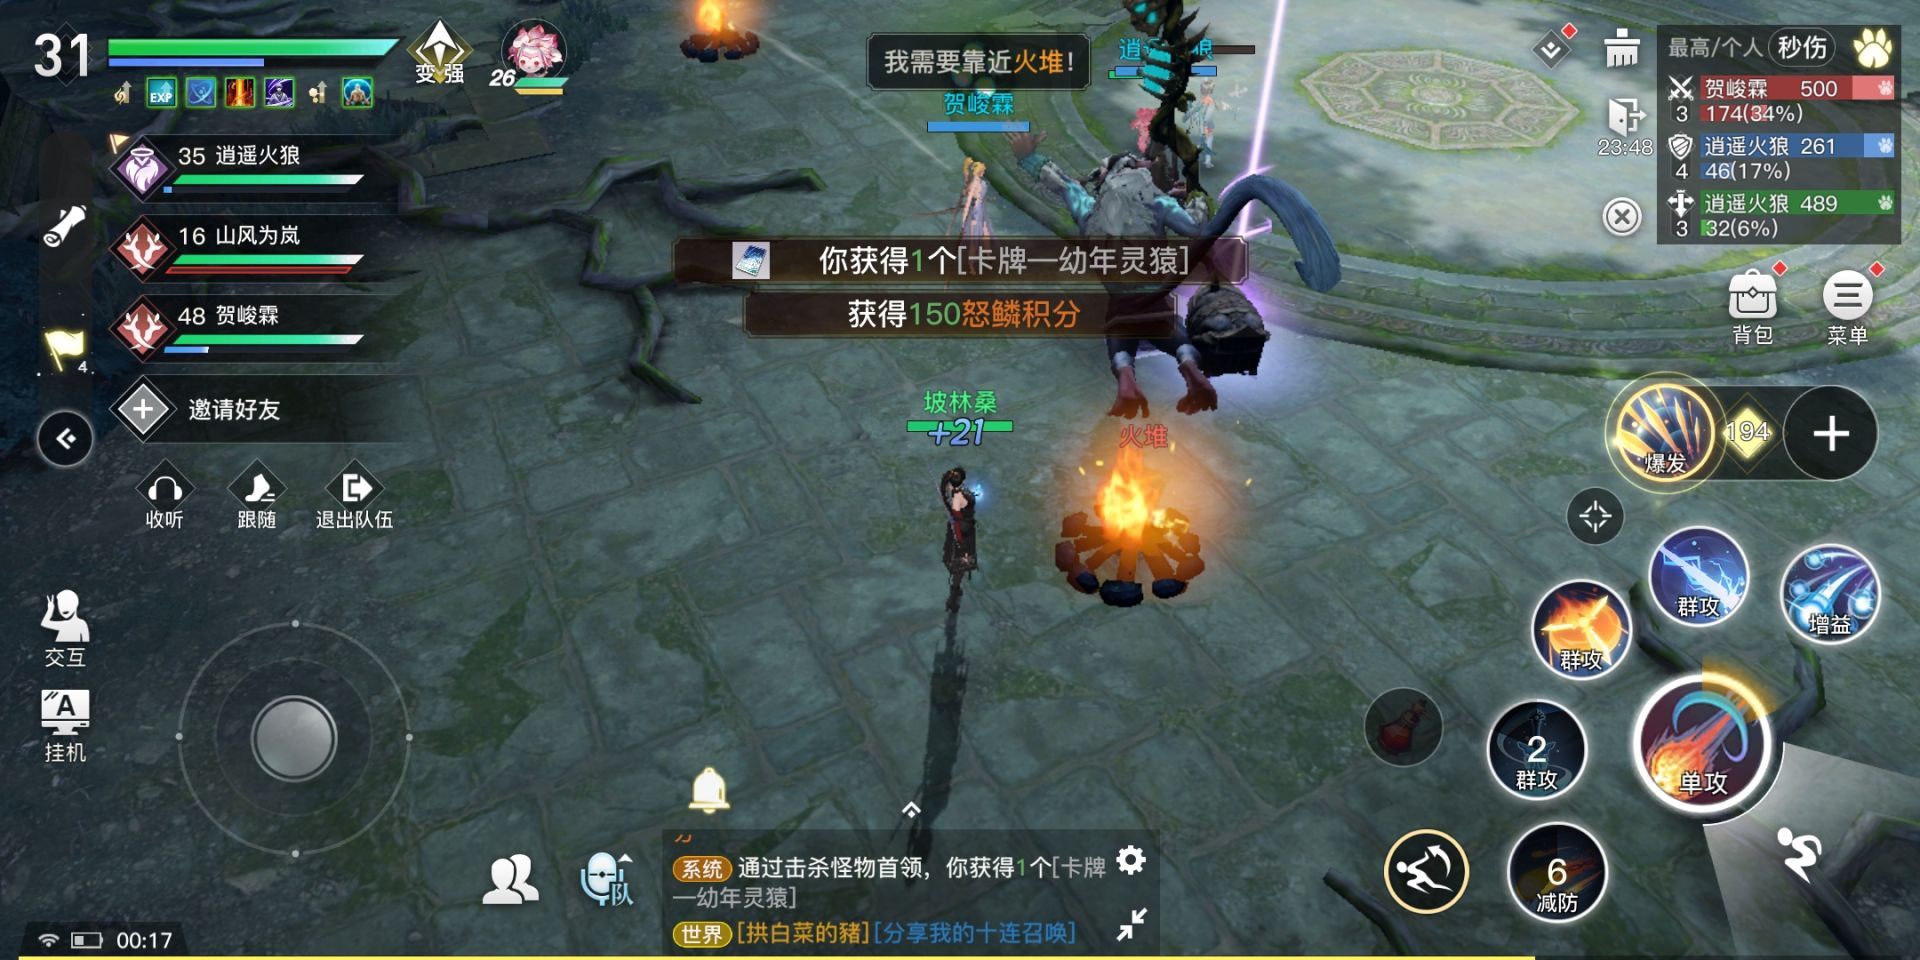 31
变强
26
EXP
我需要靠近火堆!
逍
狼
贺峻霖
最高/个人
秒伤
贺峻霖 500
3 174(34%)
逍遥火狼 261
4 46(17%)
逍遥火狼 489
3 32(6%)
23:48
35 逍遥火狼
16 山风为岚
48 贺峻霖
4
邀请好友
收听
跟随
退出队伍
你获得1个[卡牌—幼年灵猿]
获得150怒鳞积分
背包
菜单
坡林桑
+21
火堆
爆发
194
群攻
增益
群攻
2
群攻
单攻
6
减防
交互
A
挂机
队
系统 通过击杀怪物首领，你获得1个[卡牌
—幼年灵猿]
世界 [拱白菜的豬][分享我的十连召唤]
00:17